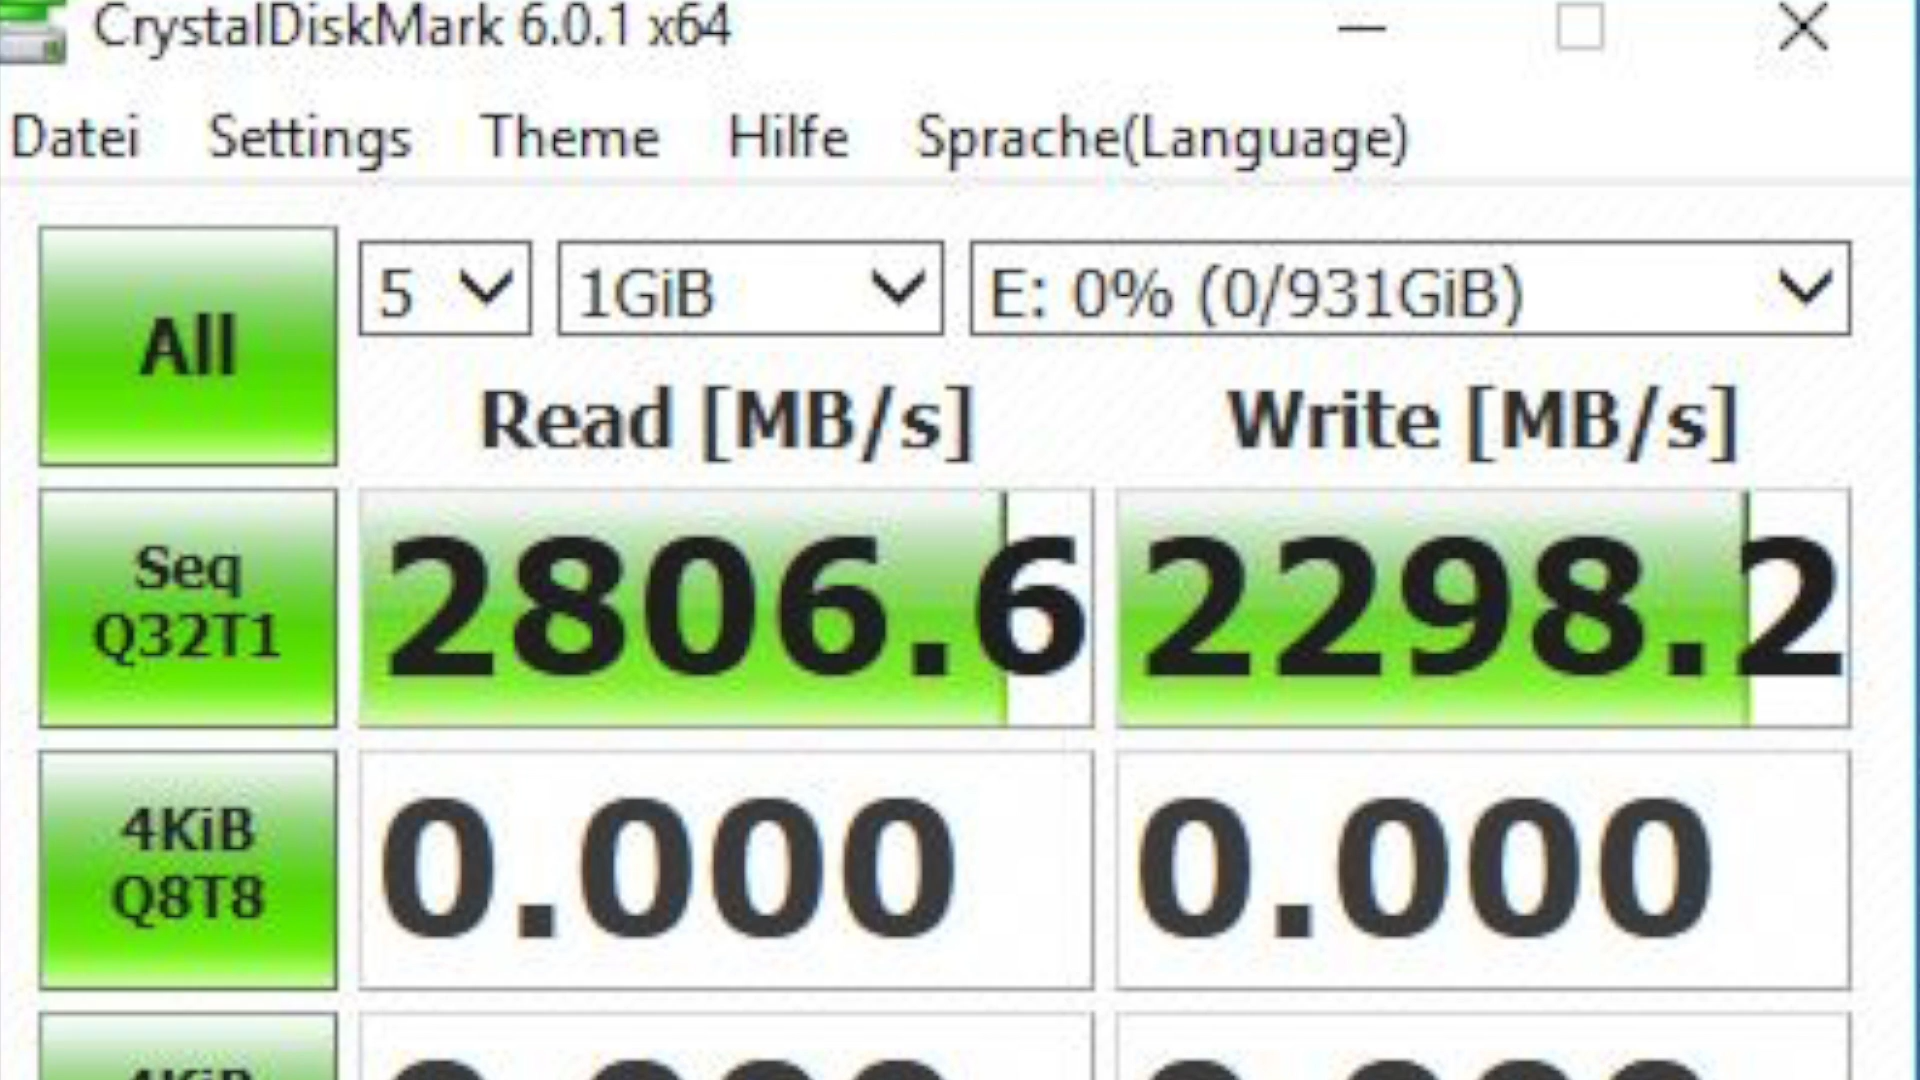 CrystalDiskMark 6.0.1 x64
Datei Settings Theme Hilfe Sprache(Language)
All 5 1GiB E: 0% (0/931GiB)
Read [MB/s] Write [MB/s]
Seq
Q32T1 2806.6 2298.2
4KiB
Q8T8 0.000 0.000